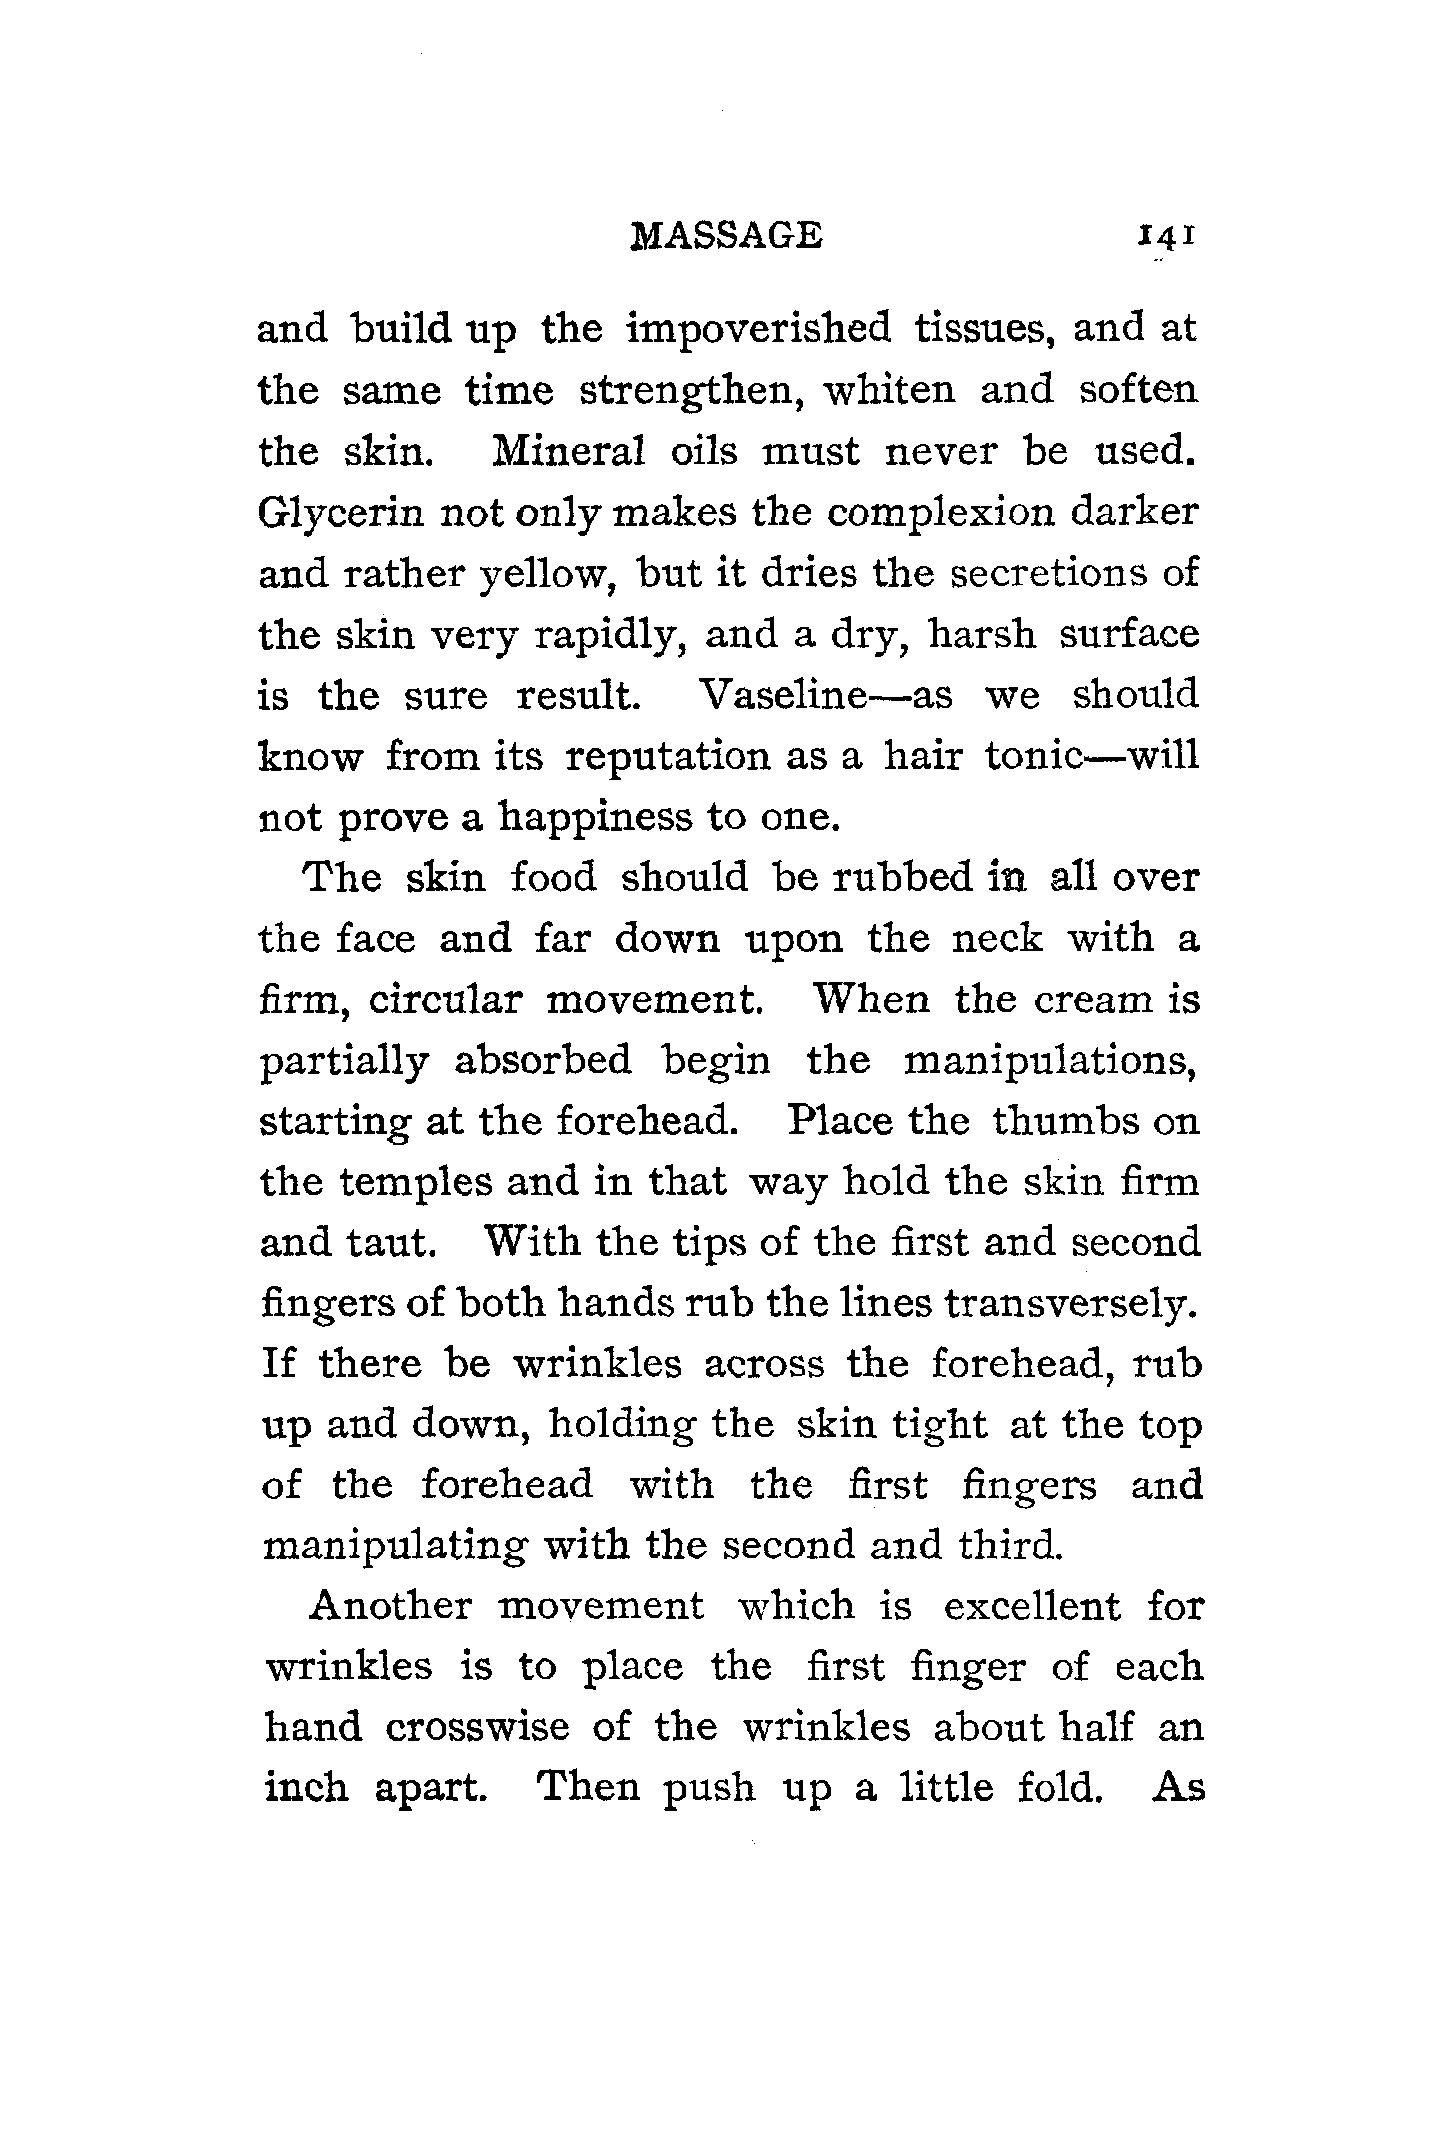 MASSAGE 141
and build up the impoverished tissues, and at
the same time strengthen, whiten and soften
the skin. Mineral oils must never be used.
Glycerin not only makes the complexion darker
and rather yellow, but it dries the secretions of
the skin very rapidly, and a dry, harsh surface
is the sure result. Vaseline—as we should
know from its reputation as a hair tonic—will
not prove a happiness to one.
The skin food should be rubbed in all over
the face and far down upon the neck with a
firm, circular movement. When the cream is
partially absorbed begin the manipulations,
starting at the forehead. Place the thumbs on
the temples and in that way hold the skin firm
and taut. With the tips of the first and second
fingers of both hands rub the lines transversely.
If there be wrinkles across the forehead, rub
up and down, holding the skin tight at the top
of the forehead with the first fingers and
manipulating with the second and third.
Another movement which is excellent for
wrinkles is to place the first finger of each
hand crosswise of the wrinkles about half an
inch apart. Then push up a little fold. As